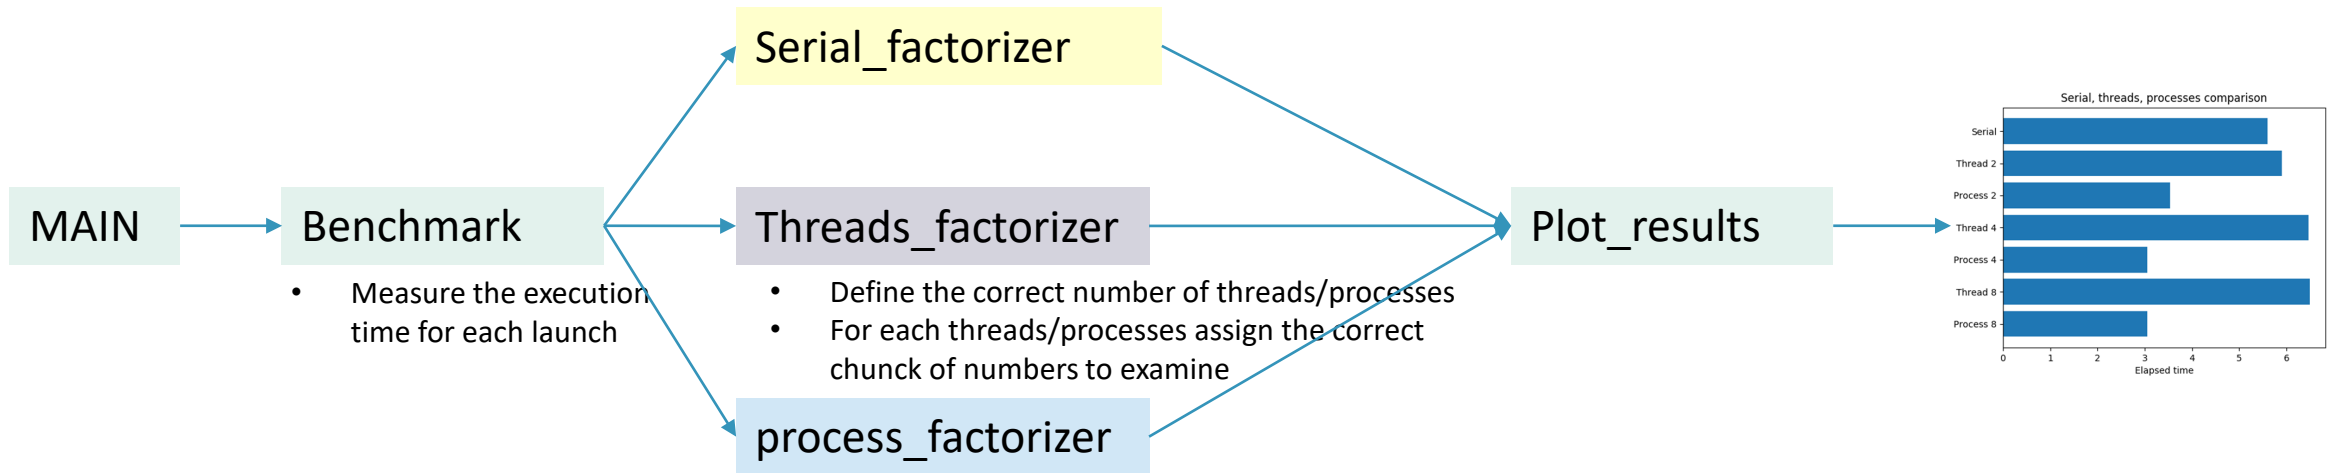 MAIN
Benchmark
• Measure the execution
time for each launch
Serial_factorizer
Threads_factorizer
• Define the correct number of threads/processes
• For each threads/processes assign the correct
chunck of numbers to examine
process_factorizer
Plot_results
Serial, threads, processes comparison
Serial
Thread 2
Process 2
Thread 4
Process 4
Thread 8
Process 8
0 1 2 3 4 5 6
Elapsed time